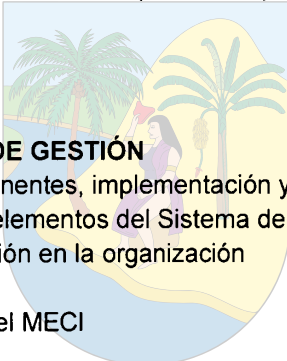 DE GESTIÓN
nentes, implementación y
elementos del Sistema de
ión en la organización
el MECI